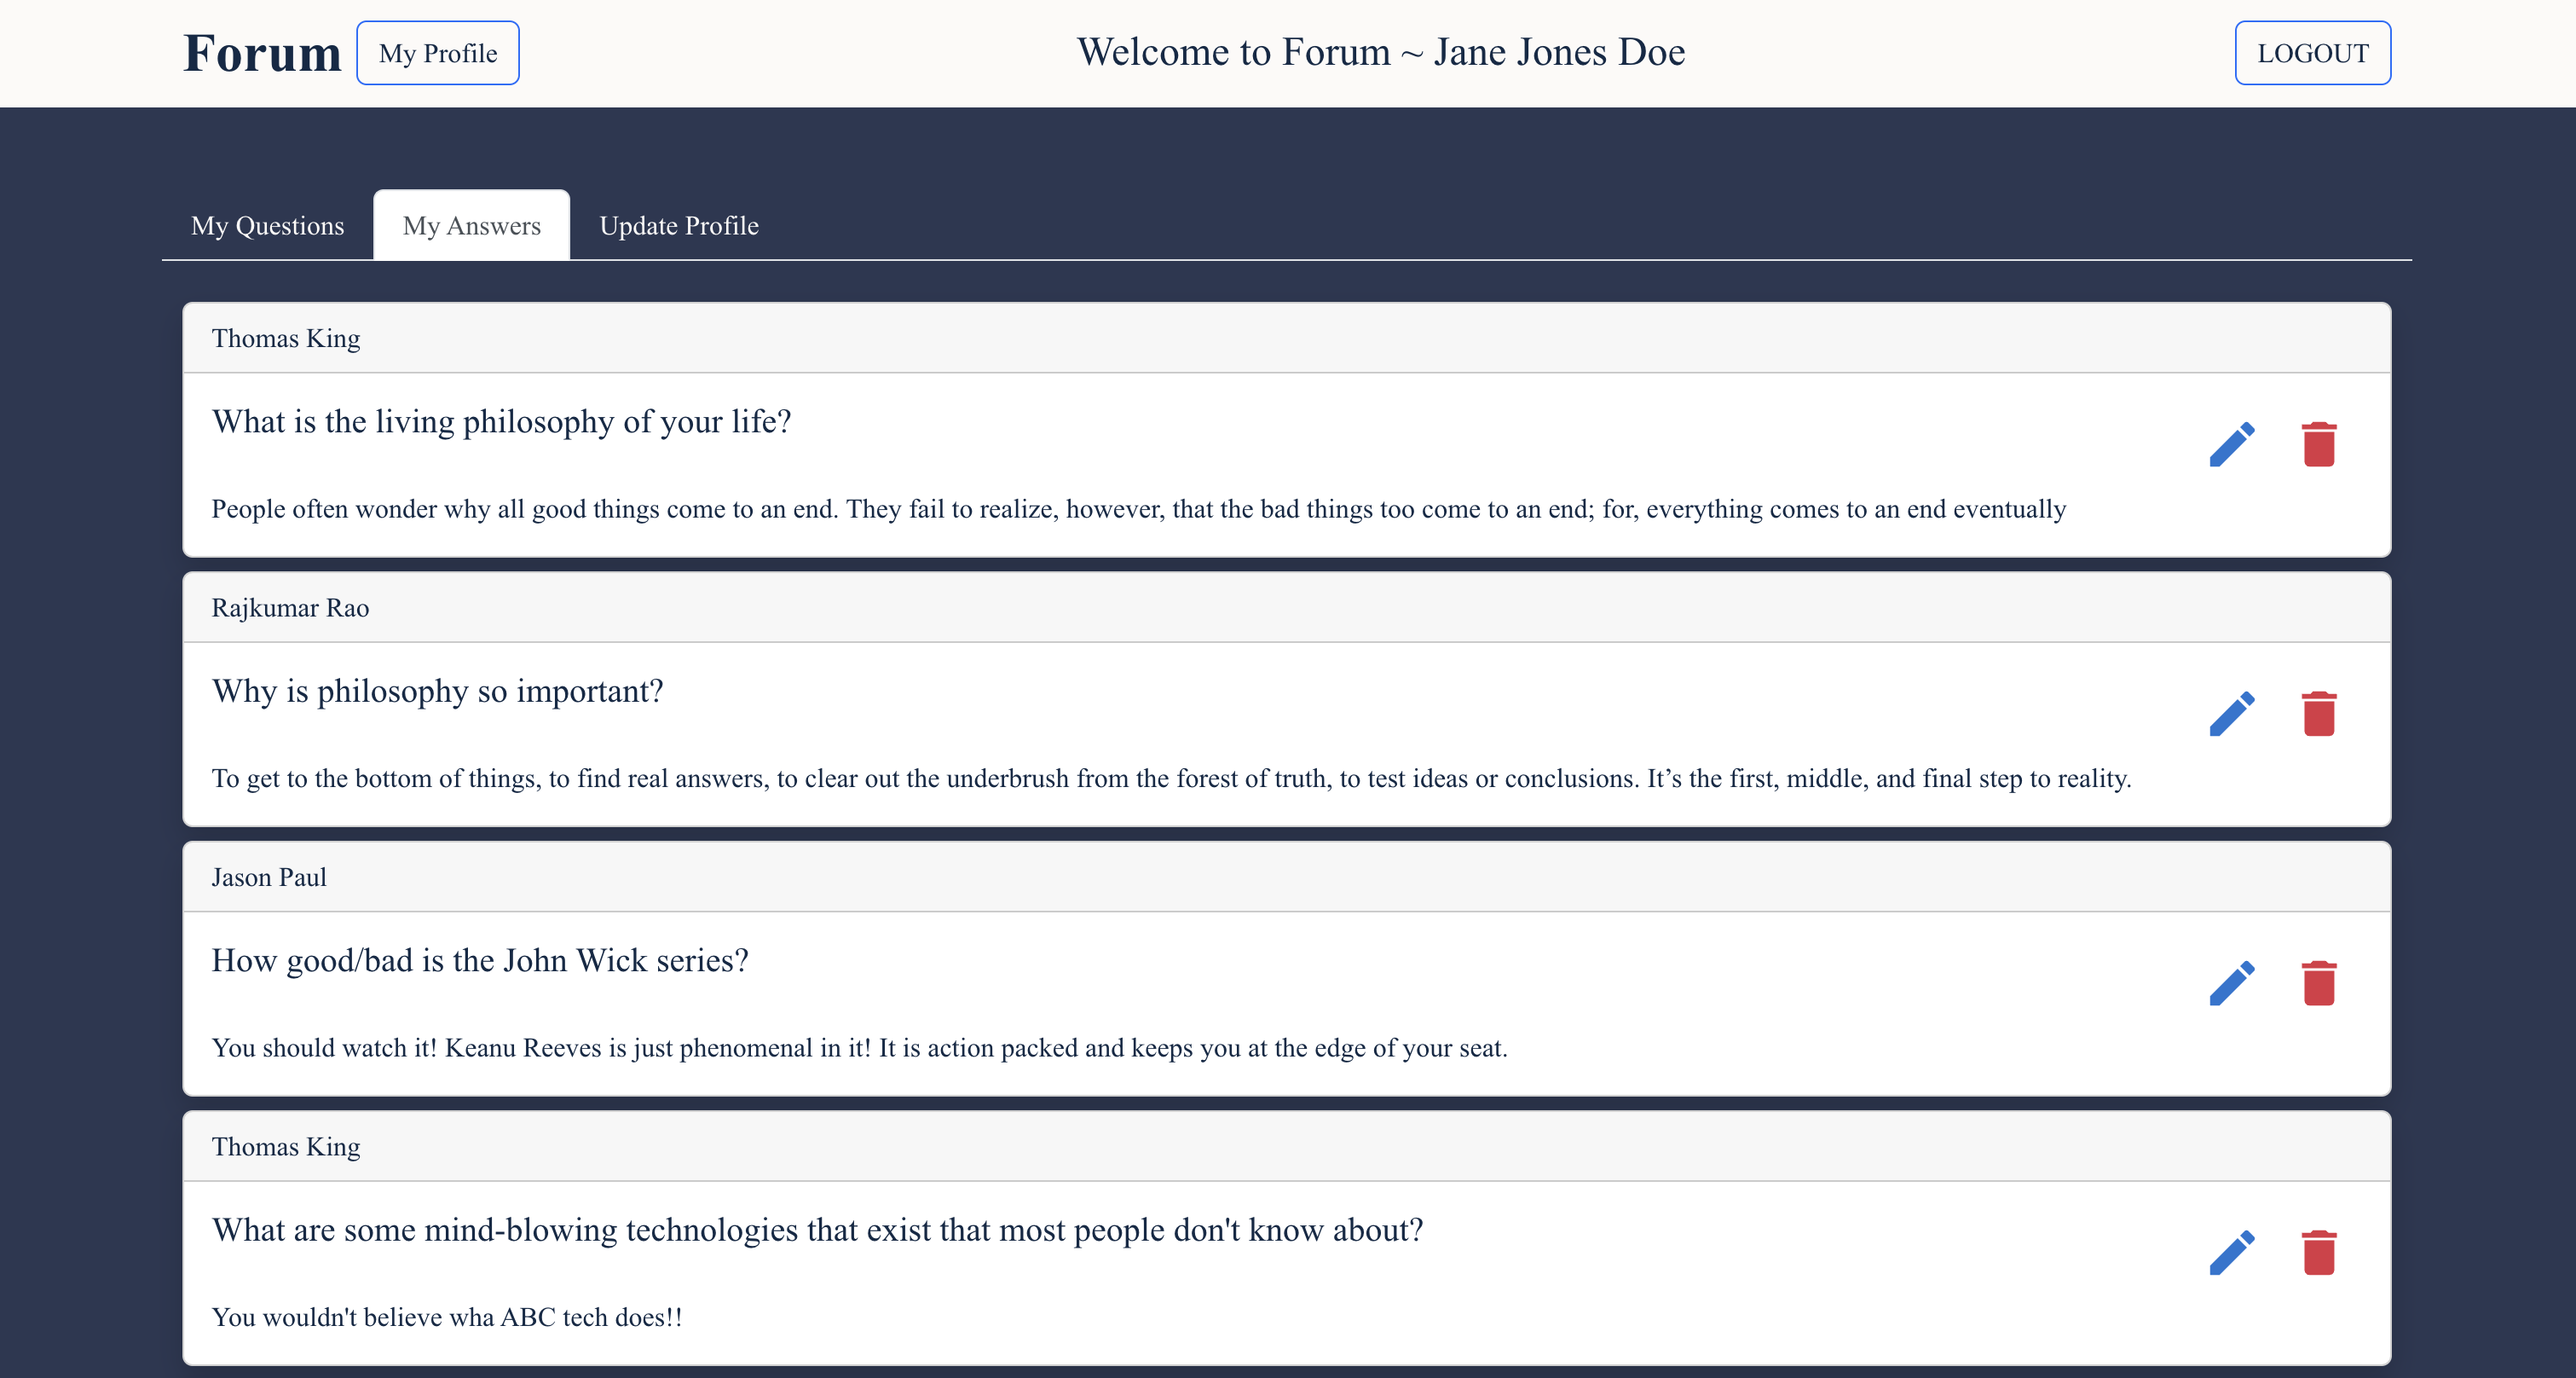 Forum My Profile Welcome to Forum ~ Jane Jones Doe LOGOUT
My Questions My Answers Update Profile
Thomas King
What is the living philosophy of your life?
People often wonder why all good things come to an end. They fail to realize, however, that the bad things too come to an end; for, everything comes to an end eventually
Rajkumar Rao
Why is philosophy so important?
To get to the bottom of things, to find real answers, to clear out the underbrush from the forest of truth, to test ideas or conclusions. It’s the first, middle, and final step to reality.
Jason Paul
How good/bad is the John Wick series?
You should watch it! Keanu Reeves is just phenomenal in it! It is action packed and keeps you at the edge of your seat.
Thomas King
What are some mind-blowing technologies that exist that most people don't know about?
You wouldn't believe wha ABC tech does!!